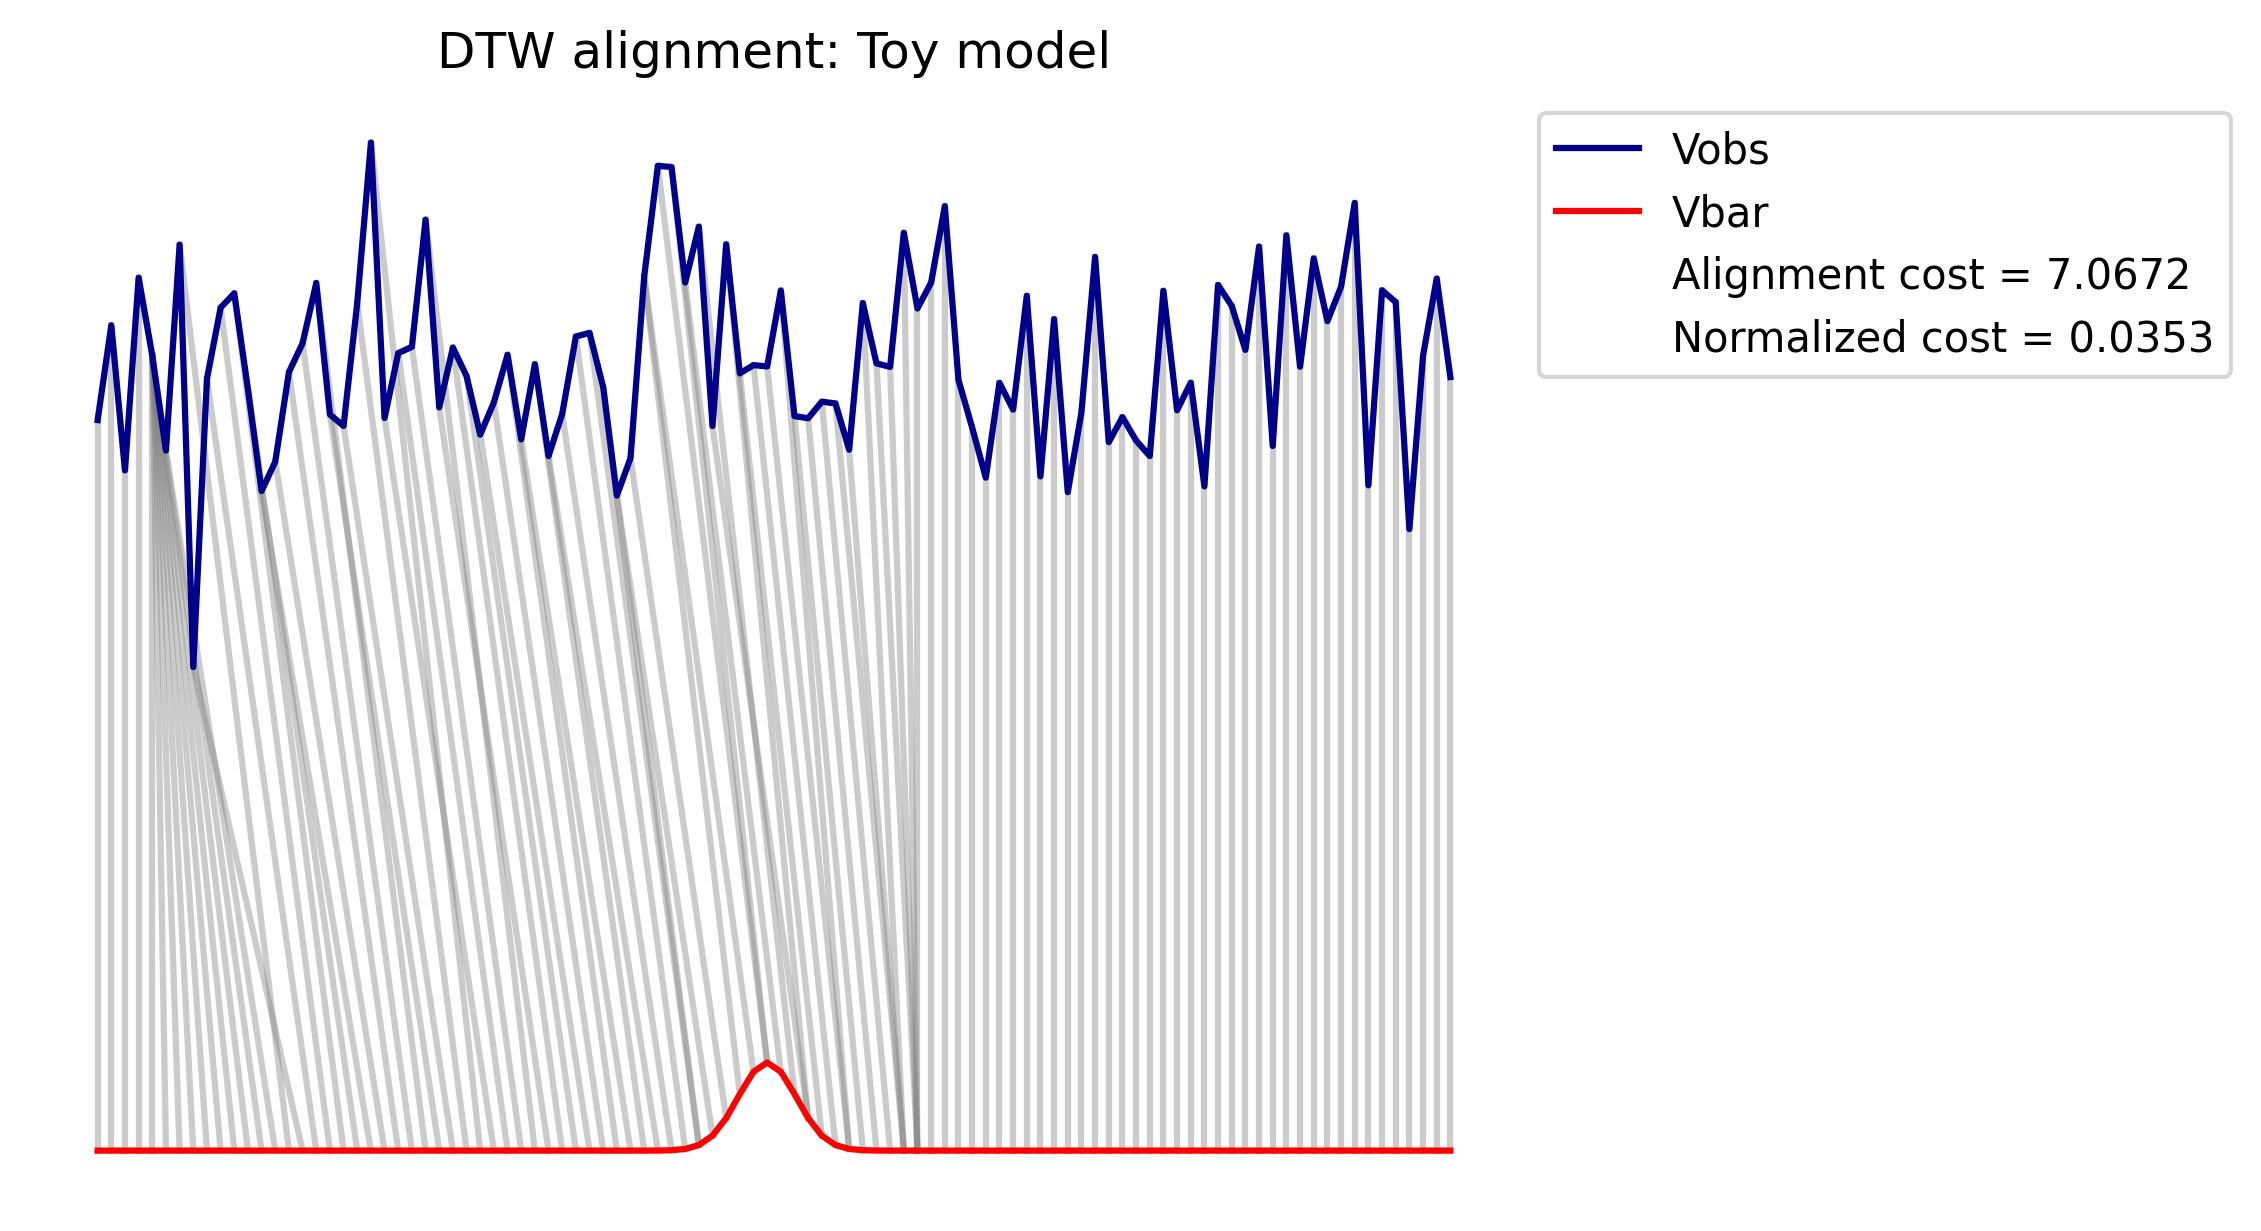 DTW alignment: Toy model
Vobs
Vbar
Alignment cost = 7.0672
Normalized cost = 0.0353